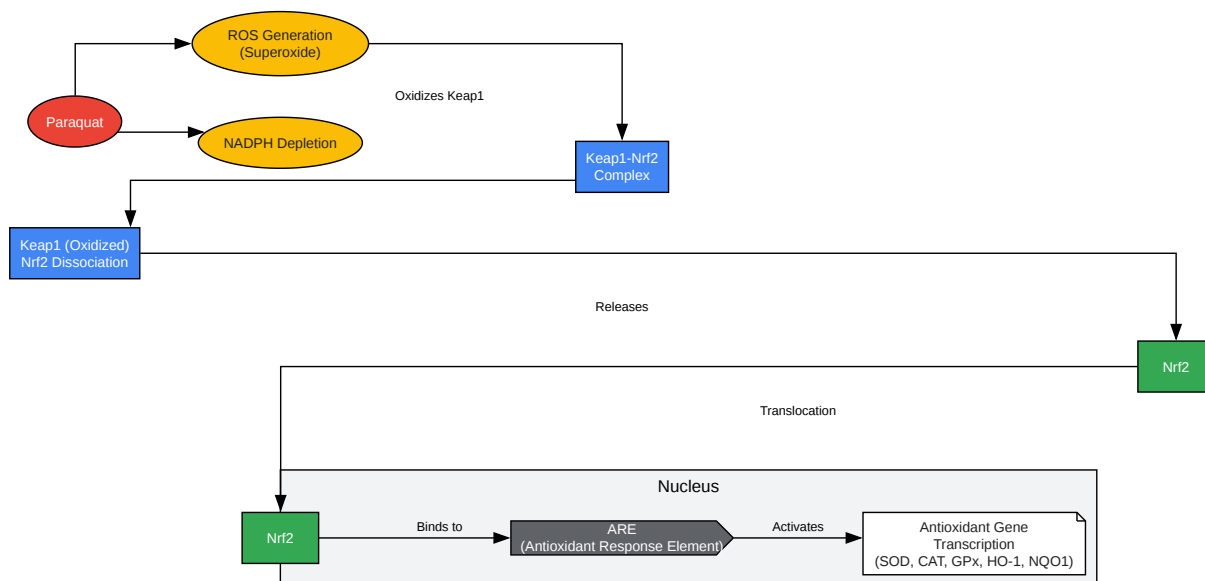 ROS Generation
(Superoxide)
Oxidizes Keap1
Paraquat
NADPH Depletion
Keap1-Nrf2
Complex
Keap1 (Oxidized)
Nrf2 Dissociation
Releases
Nrf2
Translocation
Nucleus
Nrf2
Binds to
ARE
(Antioxidant Response Element)
Activates
Antioxidant Gene
Transcription
(SOD, CAT, GPx, HO-1, NQO1)